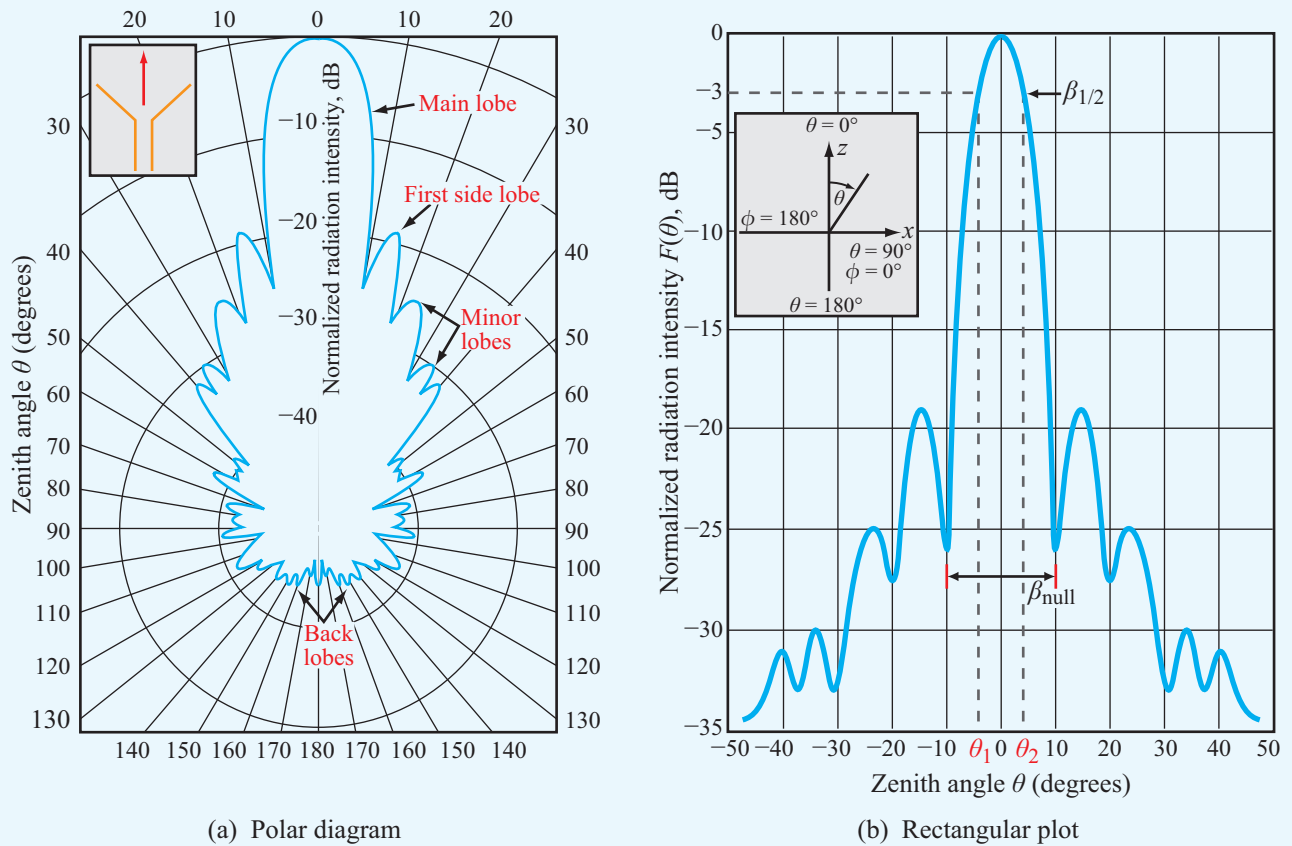 20 10 0 10 20
30 30
40 40
50 50
60 60
70 70
80 80
90 90
100 100
110 110
120 120
130 130
140 150 160 170 180 170 160 150 140
Zenith angle θ (degrees)
Normalized radiation intensity, dB
−10
−20
−30
−40
Main lobe
First side lobe
Minor
lobes
Back
lobes
(a) Polar diagram
0
−3
−5
−10
−15
−20
−25
−30
−35
Normalized radiation intensity F(θ), dB
β1/2
θ = 0°
z
θ
ϕ = 180°
x
θ = 90°
ϕ = 0°
θ = 180°
βnull
−50 −40 −30 −20 −10 θ1 0 θ2 10 20 30 40 50
Zenith angle θ (degrees)
(b) Rectangular plot